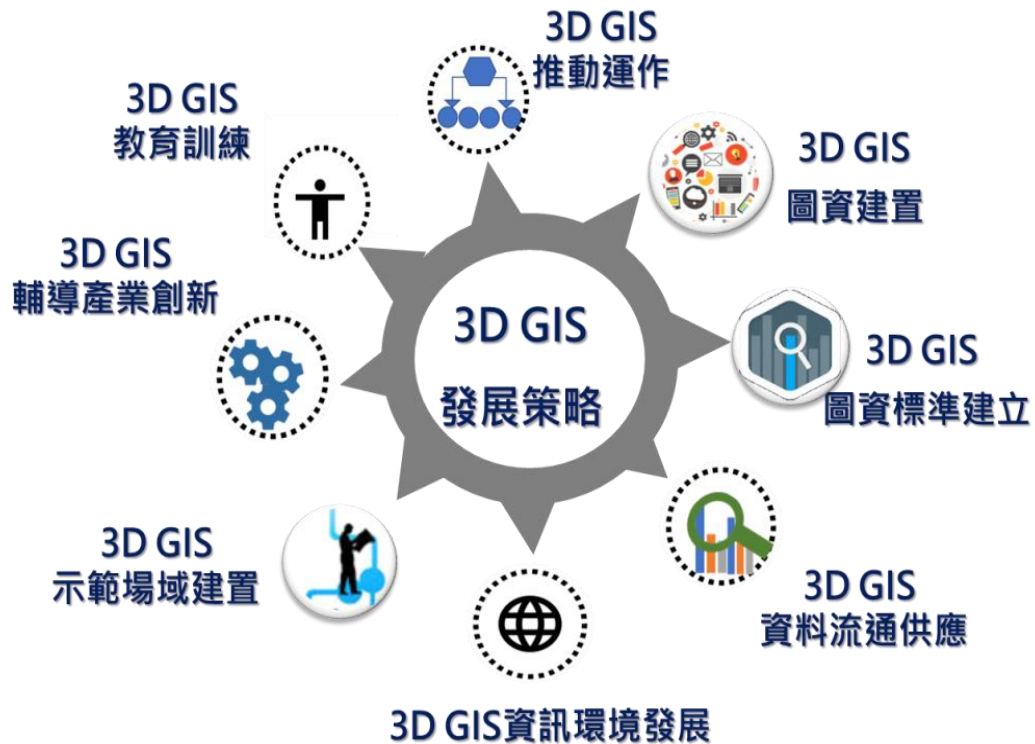 3D GIS
推動運作
3D GIS
圖資建置
3D GIS
圖資標準建立
3D GIS
資料流通供應
3D GIS資訊環境發展
3D GIS
示範場域建置
3D GIS
輔導產業創新
3D GIS
教育訓練
3D GIS
發展策略